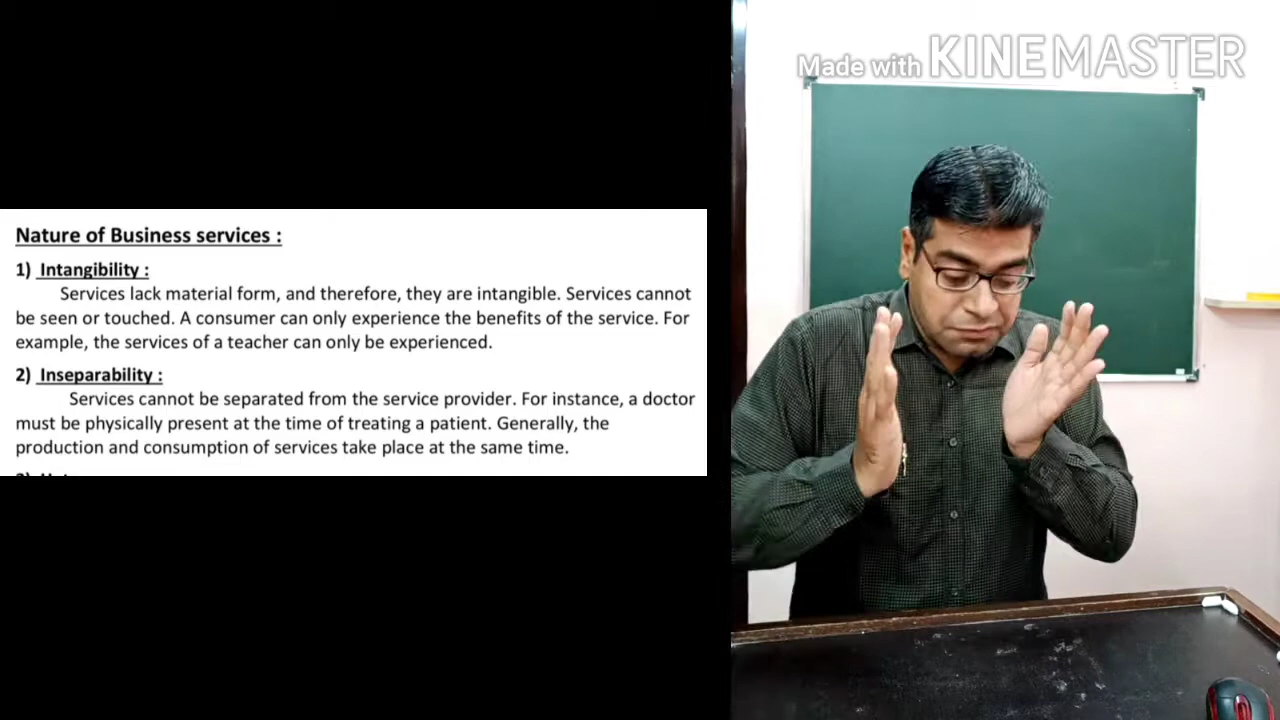 Made with KINEMASTER
Nature of Business services :
1) Intangibility :
Services lack material form, and therefore, they are intangible. Services cannot
be seen or touched. A consumer can only experience the benefits of the service. For
example, the services of a teacher can only be experienced.
2) Inseparability :
Services cannot be separated from the service provider. For instance, a doctor
must be physically present at the time of treating a patient. Generally, the
production and consumption of services take place at the same time.